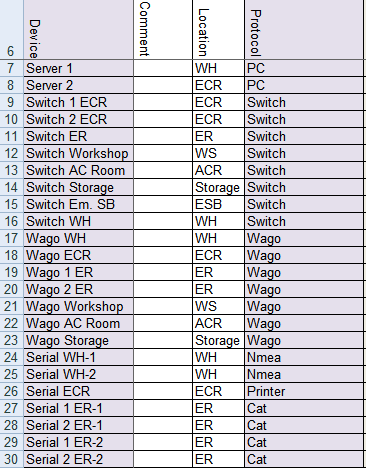 6 Device Comment Location Protocol
7 Server 1 WH PC
8 Server 2 ECR PC
9 Switch 1 ECR ECR Switch
10 Switch 2 ECR ECR Switch
11 Switch ER ER Switch
12 Switch Workshop WS Switch
13 Switch AC Room ACR Switch
14 Switch Storage Storage Switch
15 Switch Em. SB ESB Switch
16 Switch WH WH Switch
17 Wago WH WH Wago
18 Wago ECR ECR Wago
19 Wago 1 ER ER Wago
20 Wago 2 ER ER Wago
21 Wago Workshop WS Wago
22 Wago AC Room ACR Wago
23 Wago Storage Storage Wago
24 Serial WH-1 WH Nmea
25 Serial WH-2 WH Nmea
26 Serial ECR ECR Printer
27 Serial 1 ER-1 ER Cat
28 Serial 2 ER-1 ER Cat
29 Serial 1 ER-2 ER Cat
30 Serial 2 ER-2 ER Cat